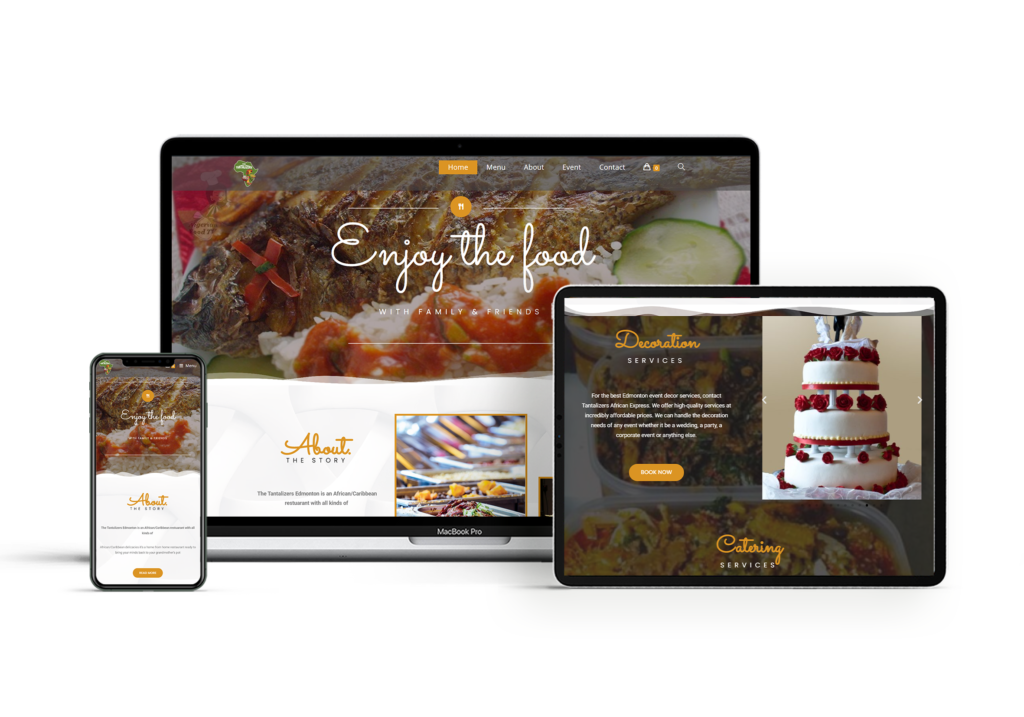 Home Menu About Event Contact
Enjoy the food
WITH FAMILY & FRIENDS
About.
THE STORY
The Tantalizers Edmonton is an African/Caribbean
restuarant with all kinds of
MacBook Pro
Menu
Enjoy the food
WITH FAMILY & FRIENDS
About.
THE STORY
The Tantalizers Edmonton is an African/Caribbean restuarant with all
kinds of
BOOK NOW
Decoration
SERVICES
For the best Edmonton event decor services, contact
Tantalizers African Express. We offer high-quality services at
incredibly affordable prices. We can handle the decoration
needs of any event whether it be a wedding, a party, a
corporate event or anything else.
BOOK NOW
Catering
SERVICES